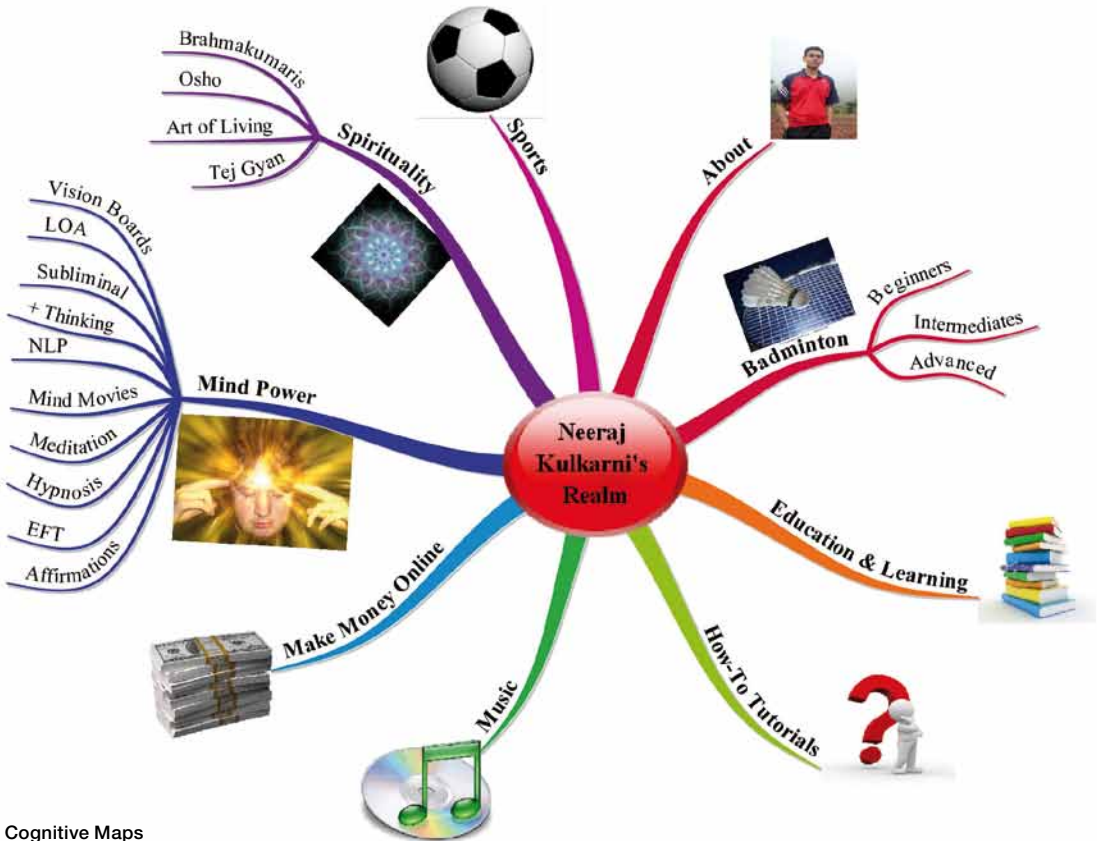 Brahmakumaris
Osho
Art of Living
Tej Gyan
Spirituality
Sports
About
Vision Boards
LOA
Subliminal
+ Thinking
NLP
Mind Movies
Meditation
Hypnosis
EFT
Affirmations
Mind Power
Beginners
Intermediates
Advanced
Badminton
Neeraj
Kulkarni's
Realm
Education & Learning
Make Money Online
Music
How-To Tutorials
Cognitive Maps